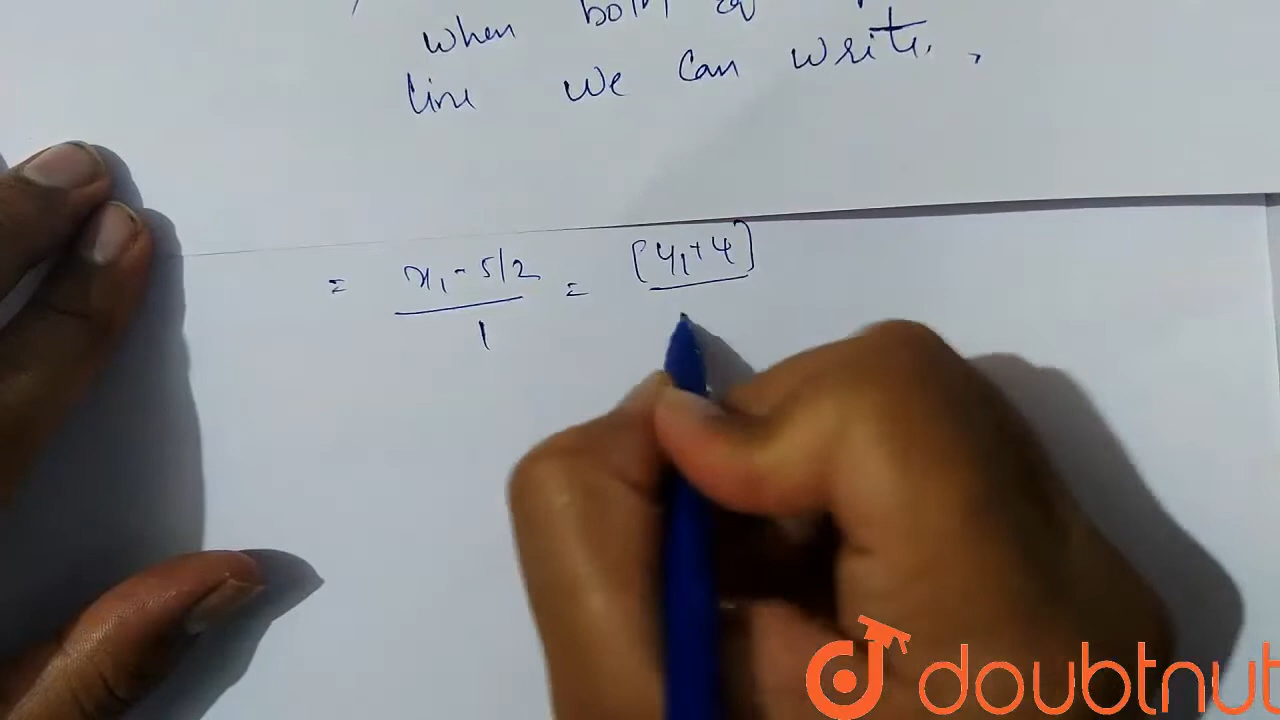 when both
line we can write,
= x₁ - 5/2 / 1 = [y₁ + 4]
doubtnut